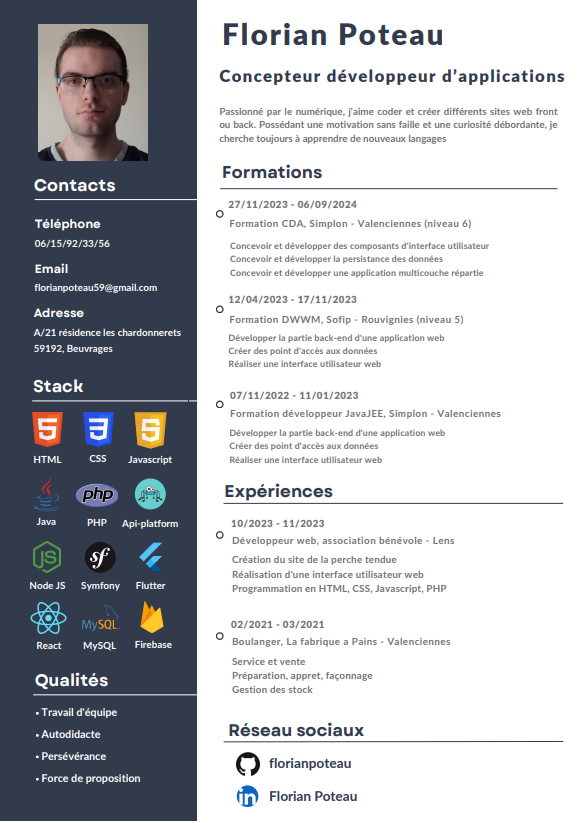 Florian Poteau
Concepteur développeur d'applications
Passionné par le numérique, j'aime coder et créer différents sites web front
ou back. Possédant une motivation sans faille et une curiosité débordante, je
cherche toujours à apprendre de nouveaux langages
Contacts
Téléphone
06/15/92/33/56
Email
florianpoteau59@gmail.com
Adresse
A/21 résidence les chardonnerets
59192, Beuvrages
Stack
HTML
CSS
Javascript
Java
php
PHP
Api-platform
Node JS
sf
Symfony
Flutter
React
MySQL
MySQL
Firebase
Qualités
• Travail d'équipe
• Autodidacte
• Persévérance
• Force de proposition
Formations
27/11/2023 - 06/09/2024
Formation CDA, Simplon - Valenciennes (niveau 6)
Concevoir et développer des composants d'interface utilisateur
Concevoir et développer la persistance des données
Concevoir et développer une application multicouche répartie
12/04/2023 - 17/11/2023
Formation DWWM, Sofip - Rouvignies (niveau 5)
Développer la partie back-end d'une application web
Créer des point d'accès aux données
Réaliser une interface utilisateur web
07/11/2022 - 11/01/2023
Formation développeur JavaJEE, Simplon - Valenciennes
Développer la partie back-end d'une application web
Créer des point d'accès aux données
Réaliser une interface utilisateur web
Expériences
10/2023 - 11/2023
Développeur web, association bénévole - Lens
Création du site de la perche tendue
Réalisation d'une interface utilisateur web
Programmation en HTML, CSS, Javascript, PHP
02/2021 - 03/2021
Boulanger, La fabrique a Pains - Valenciennes
Service et vente
Préparation, appret, façonnage
Gestion des stock
Réseau sociaux
florianpoteau
in
Florian Poteau